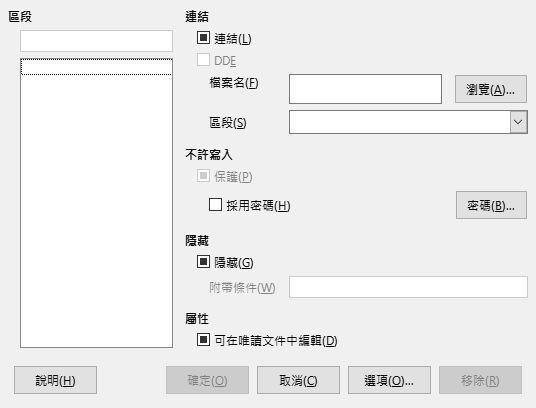 區段
連結
連結(L)
DDE
檔案名(F)
瀏覽(A)...
區段(S)
不許寫入
保護(P)
採用密碼(H)
密碼(B)...
隱藏
隱藏(G)
附帶條件(W)
屬性
可在唯讀文件中編輯(D)
說明(H)
確定(O)
取消(C)
選項(O)...
移除(R)